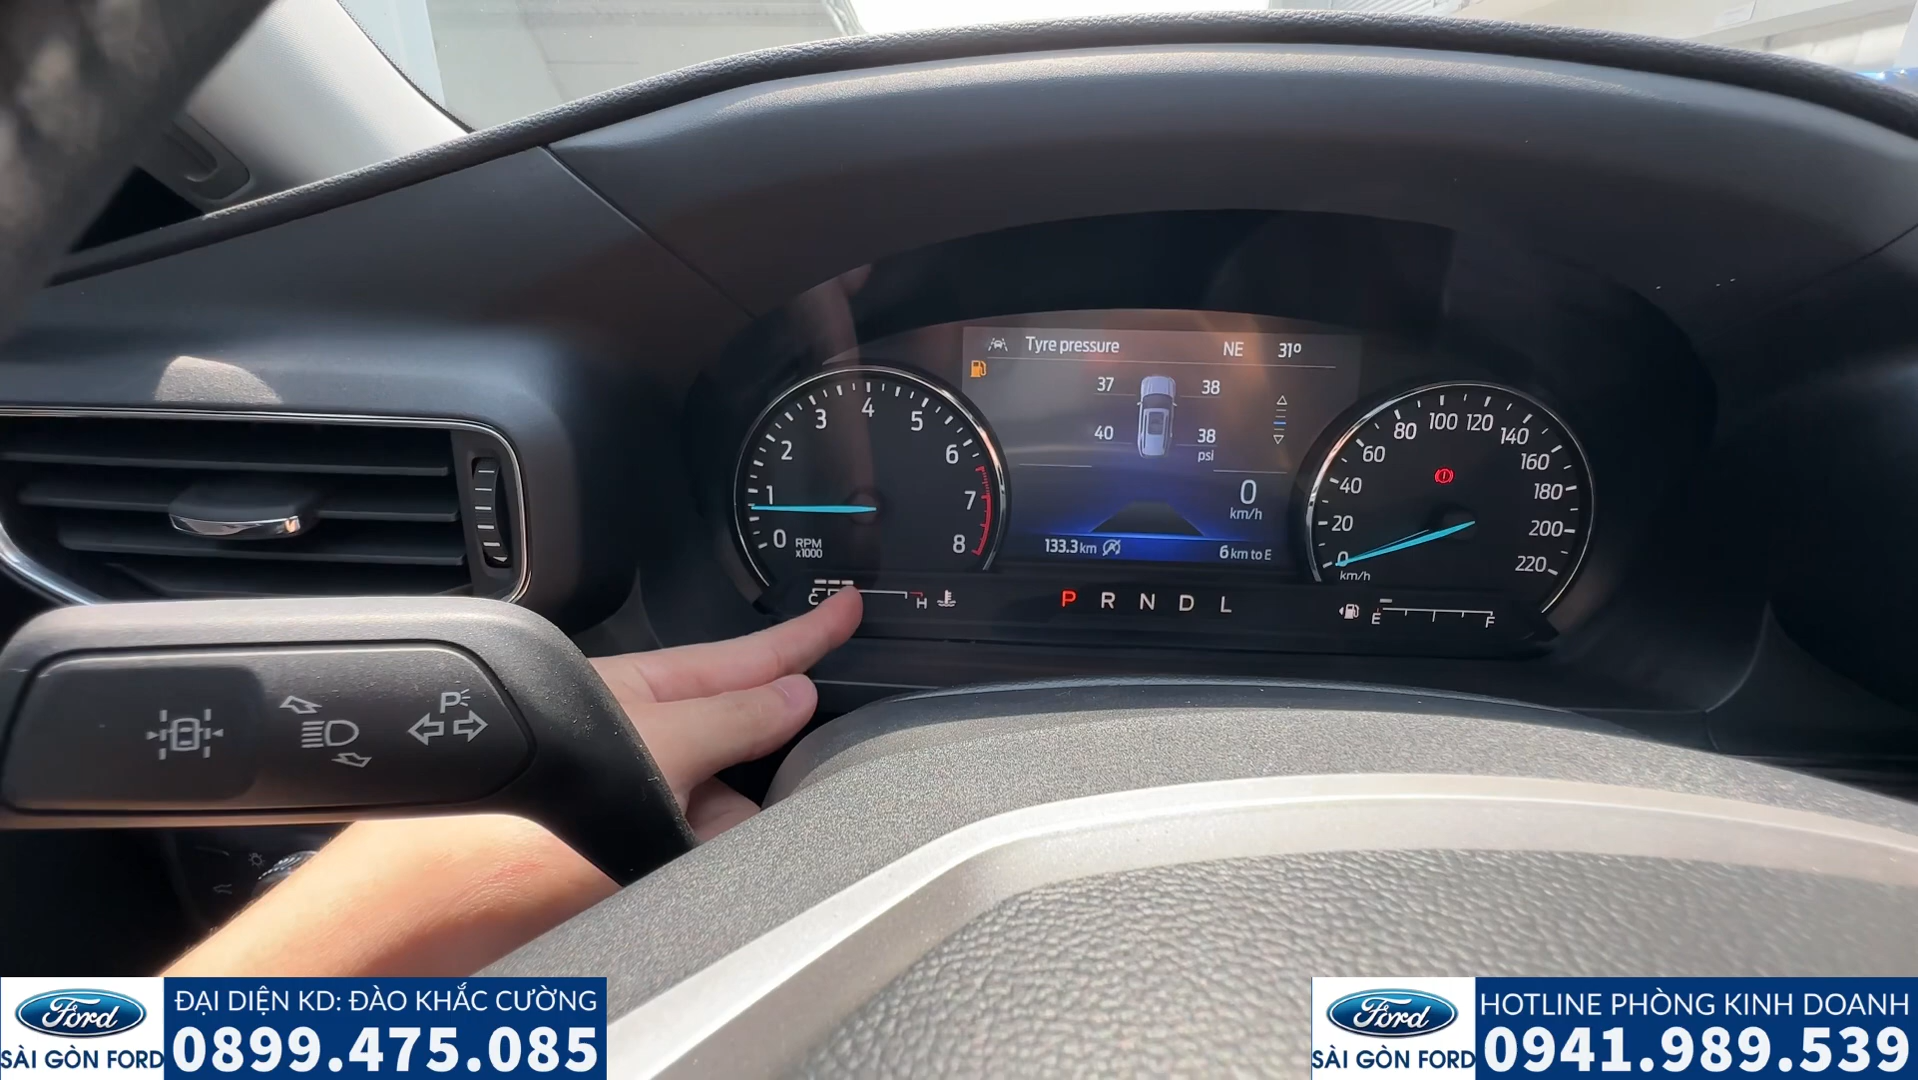 Tyre pressure NE 31º
37 38
40 38
psi
0
km/h
133.3 km 6 km to E
0 1 2 3 4 5 6 7 8
RPM
x1000
0 20 40 60 80 100 120 140 160 180 200 220
km/h
C H
P R N D L
E F
P
Ford
SÀI GÒN FORD
ĐẠI DIỆN KD: ĐÀO KHẮC CƯỜNG
0899.475.085
Ford
SÀI GÒN FORD
HOTLINE PHÒNG KINH DOANH
0941.989.539